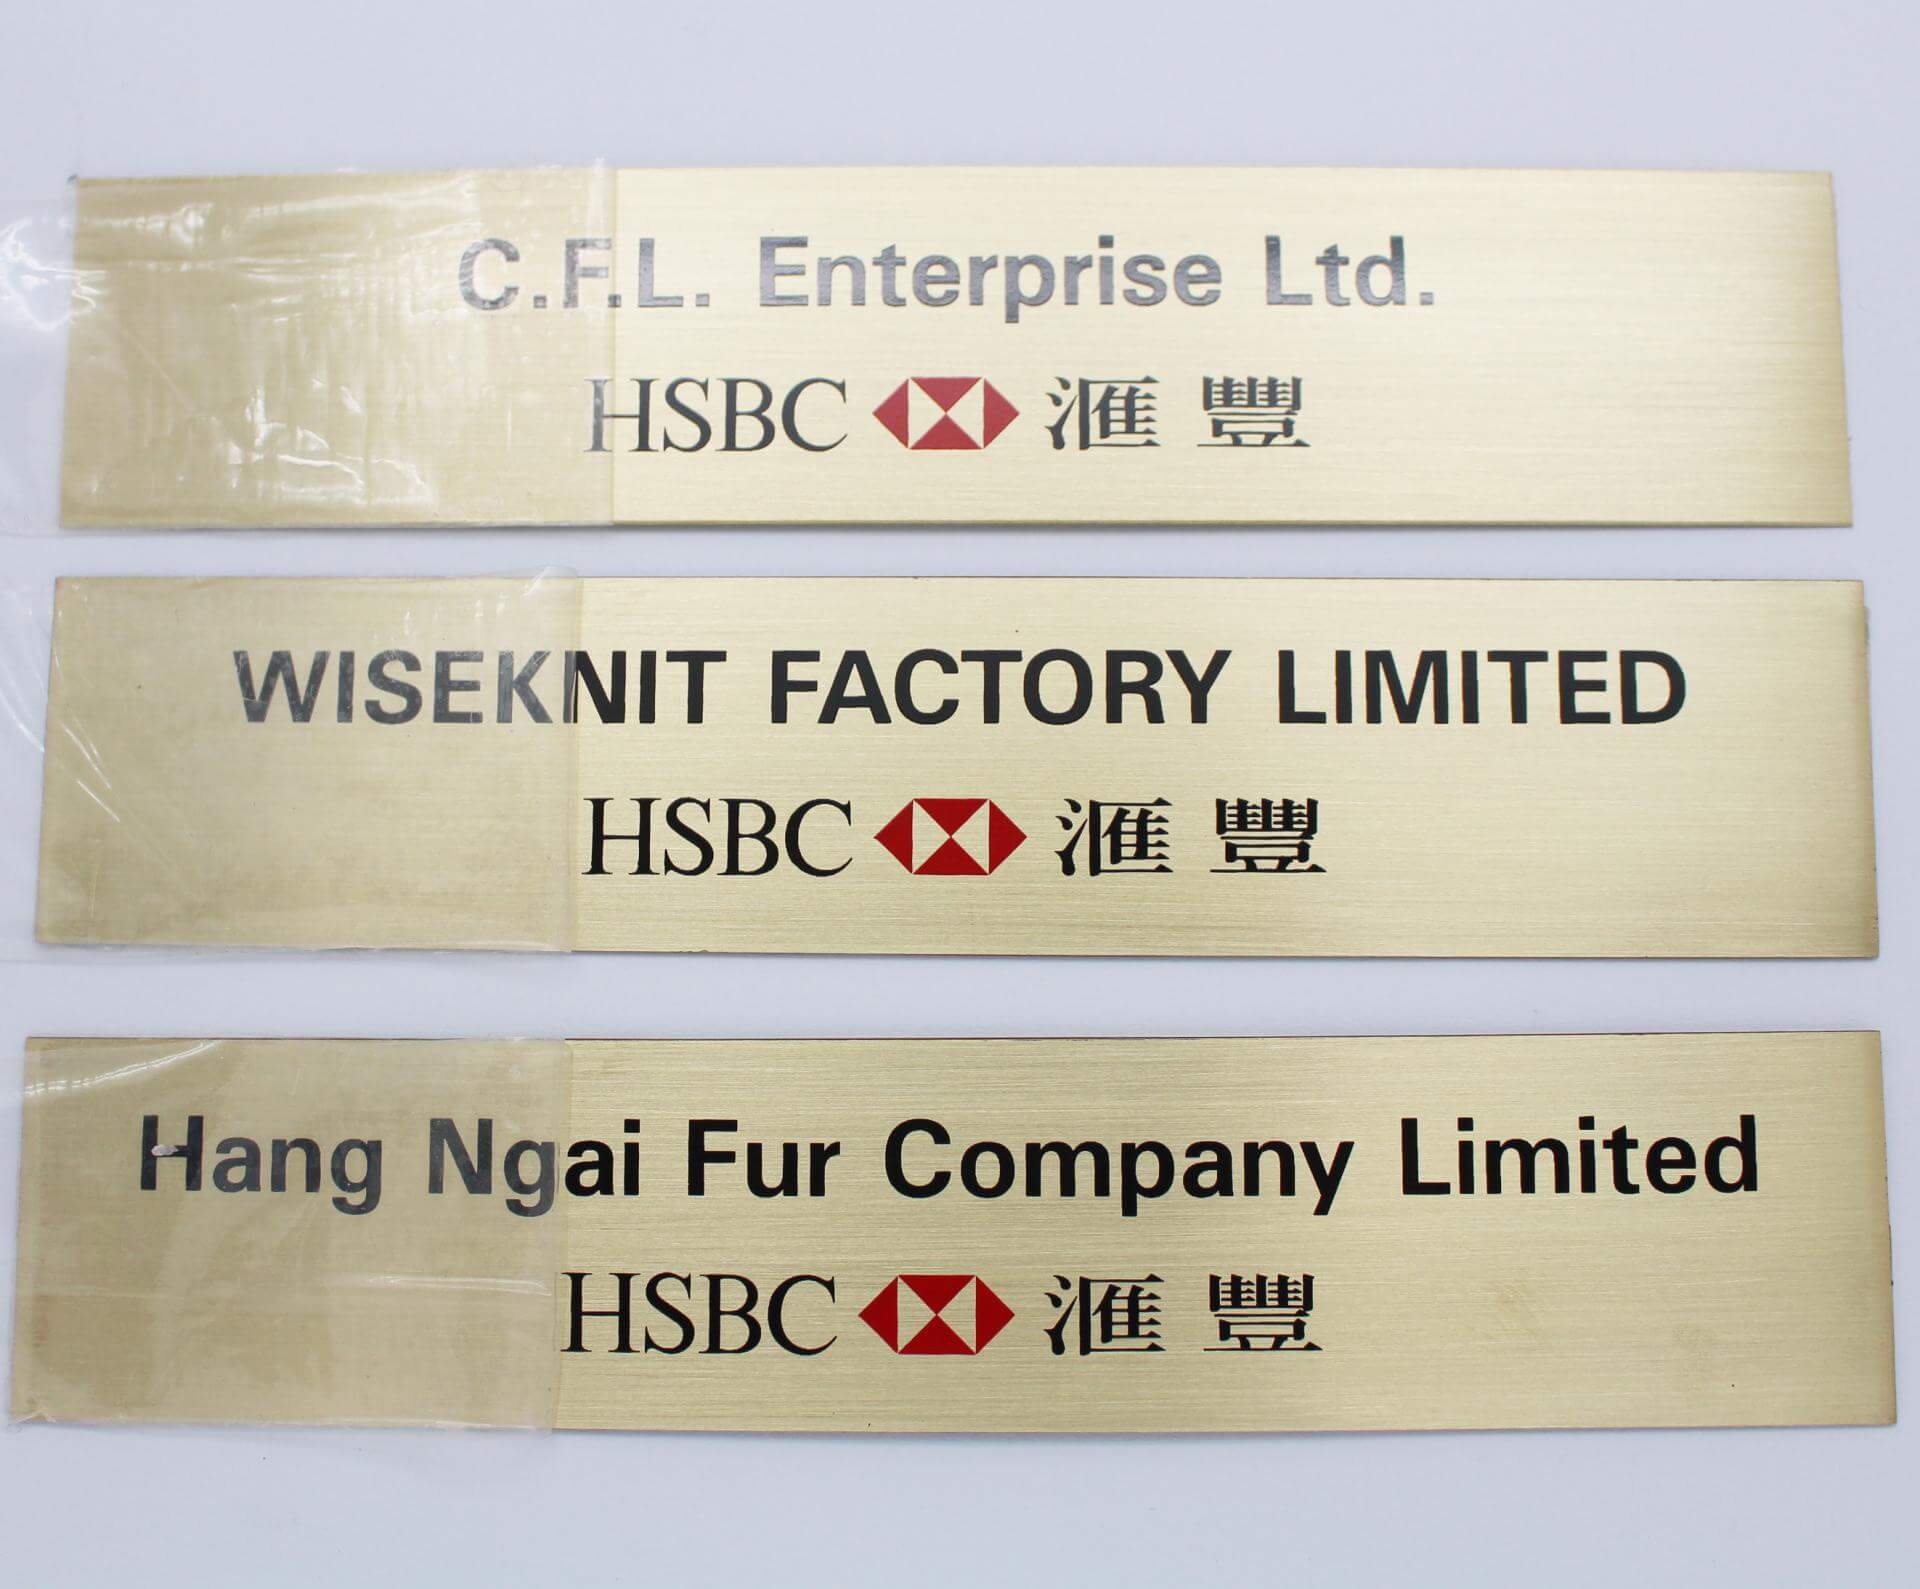 C.F.L. Enterprise Ltd.
HSBC 滙豐
WISEKNIT FACTORY LIMITED
HSBC 滙豐
Hang Ngai Fur Company Limited
HSBC 滙豐